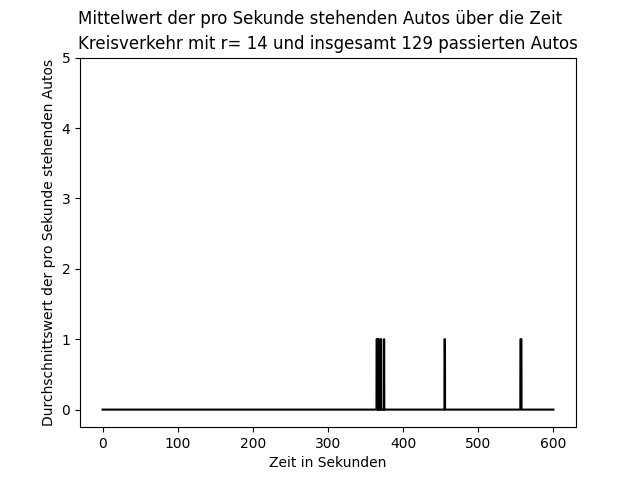 Mittelwert der pro Sekunde stehenden Autos über die Zeit
Kreisverkehr mit r= 14 und insgesamt 129 passierten Autos
Durchschnittswert der pro Sekunde stehenden Autos
5
4
3
2
1
0
0 100 200 300 400 500 600
Zeit in Sekunden